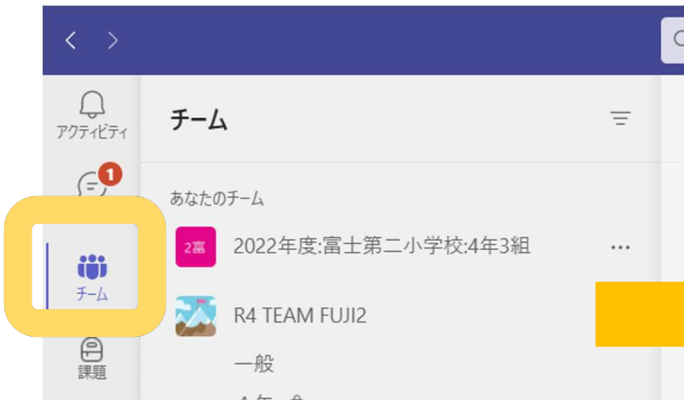 アクティビティ
チーム
1
あなたのチーム
2富
2022年度:富士第二小学校:4年3組
チーム
R4 TEAM FUJI2
一般
課題